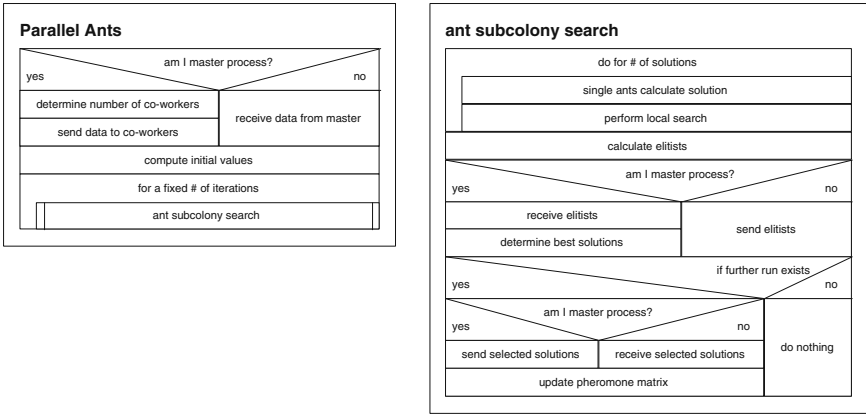 Parallel Ants
am I master process?
yes
no
determine number of co-workers
receive data from master
send data to co-workers
compute initial values
for a fixed # of iterations
ant subcolony search
ant subcolony search
do for # of solutions
single ants calculate solution
perform local search
calculate elitists
am I master process?
yes
no
receive elitists
send elitists
determine best solutions
if further run exists
yes
no
am I master process?
yes
no
do nothing
send selected solutions
receive selected solutions
update pheromone matrix